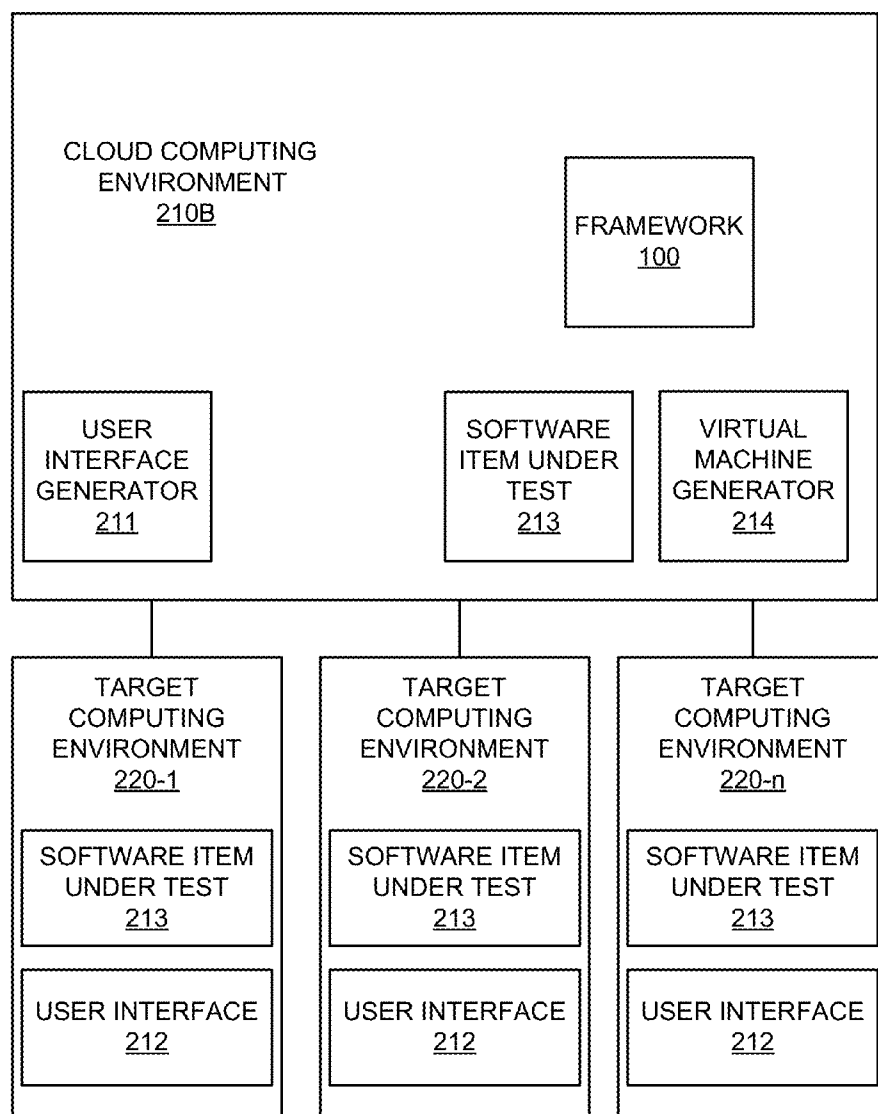 CLOUD COMPUTING
ENVIRONMENT
210B
FRAMEWORK
100
USER
INTERFACE
GENERATOR
211
SOFTWARE
ITEM UNDER
TEST
213
VIRTUAL
MACHINE
GENERATOR
214
TARGET
COMPUTING
ENVIRONMENT
220-1
SOFTWARE ITEM
UNDER TEST
213
USER INTERFACE
212
TARGET
COMPUTING
ENVIRONMENT
220-2
SOFTWARE ITEM
UNDER TEST
213
USER INTERFACE
212
TARGET
COMPUTING
ENVIRONMENT
220-n
SOFTWARE ITEM
UNDER TEST
213
USER INTERFACE
212